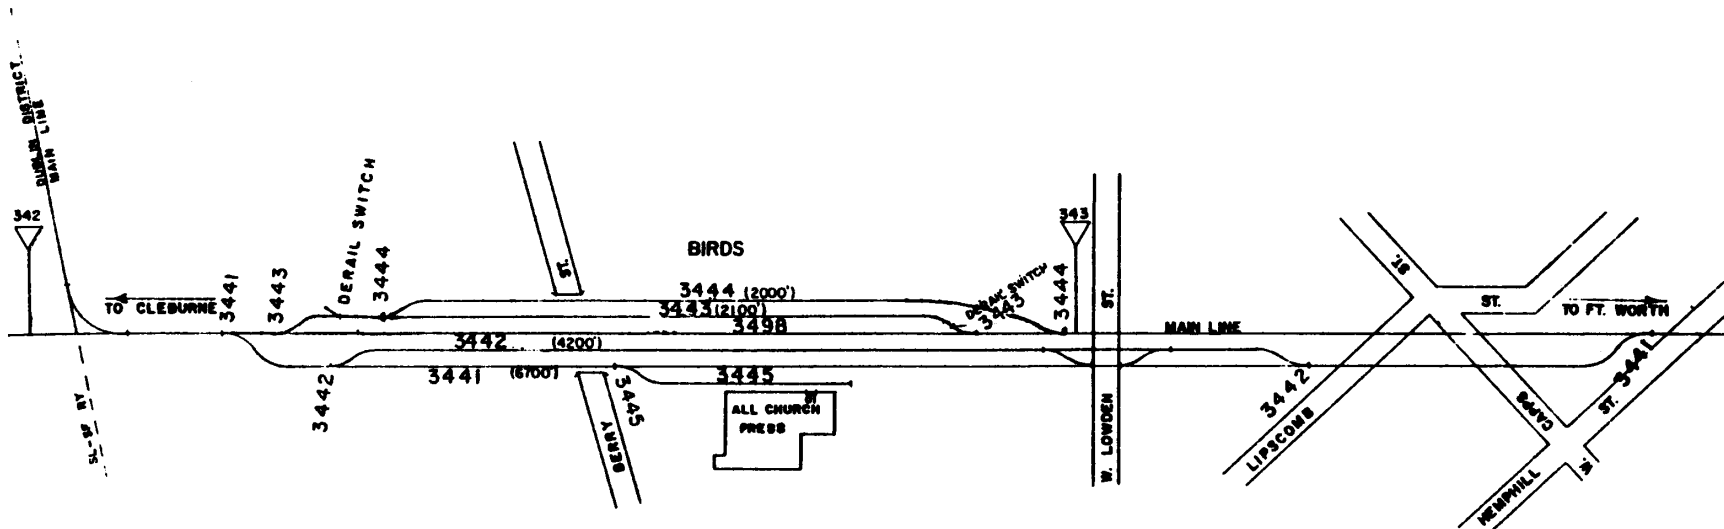 DUBLIN DISTRICT
MAIN LINE
342
TO CLEBURNE
3441
3443
DERAIL SWITCH
3444
ST.
BIRDS
3444 (2000')
3443 (2100')
3498
DERAIL SWITCH
3443
3444
343
ST.
MAIN LINE
ST.
ST.
TO FT. WORTH
3442 (4200')
3441 (6700')
3445
3442
3445
BERRY
ALL CHURCH
PRESS
SL-SF RY
W. LOWDEN
3442
LIPSCOMB
CAPPS
3441
ST.
HEMPHILL
W.